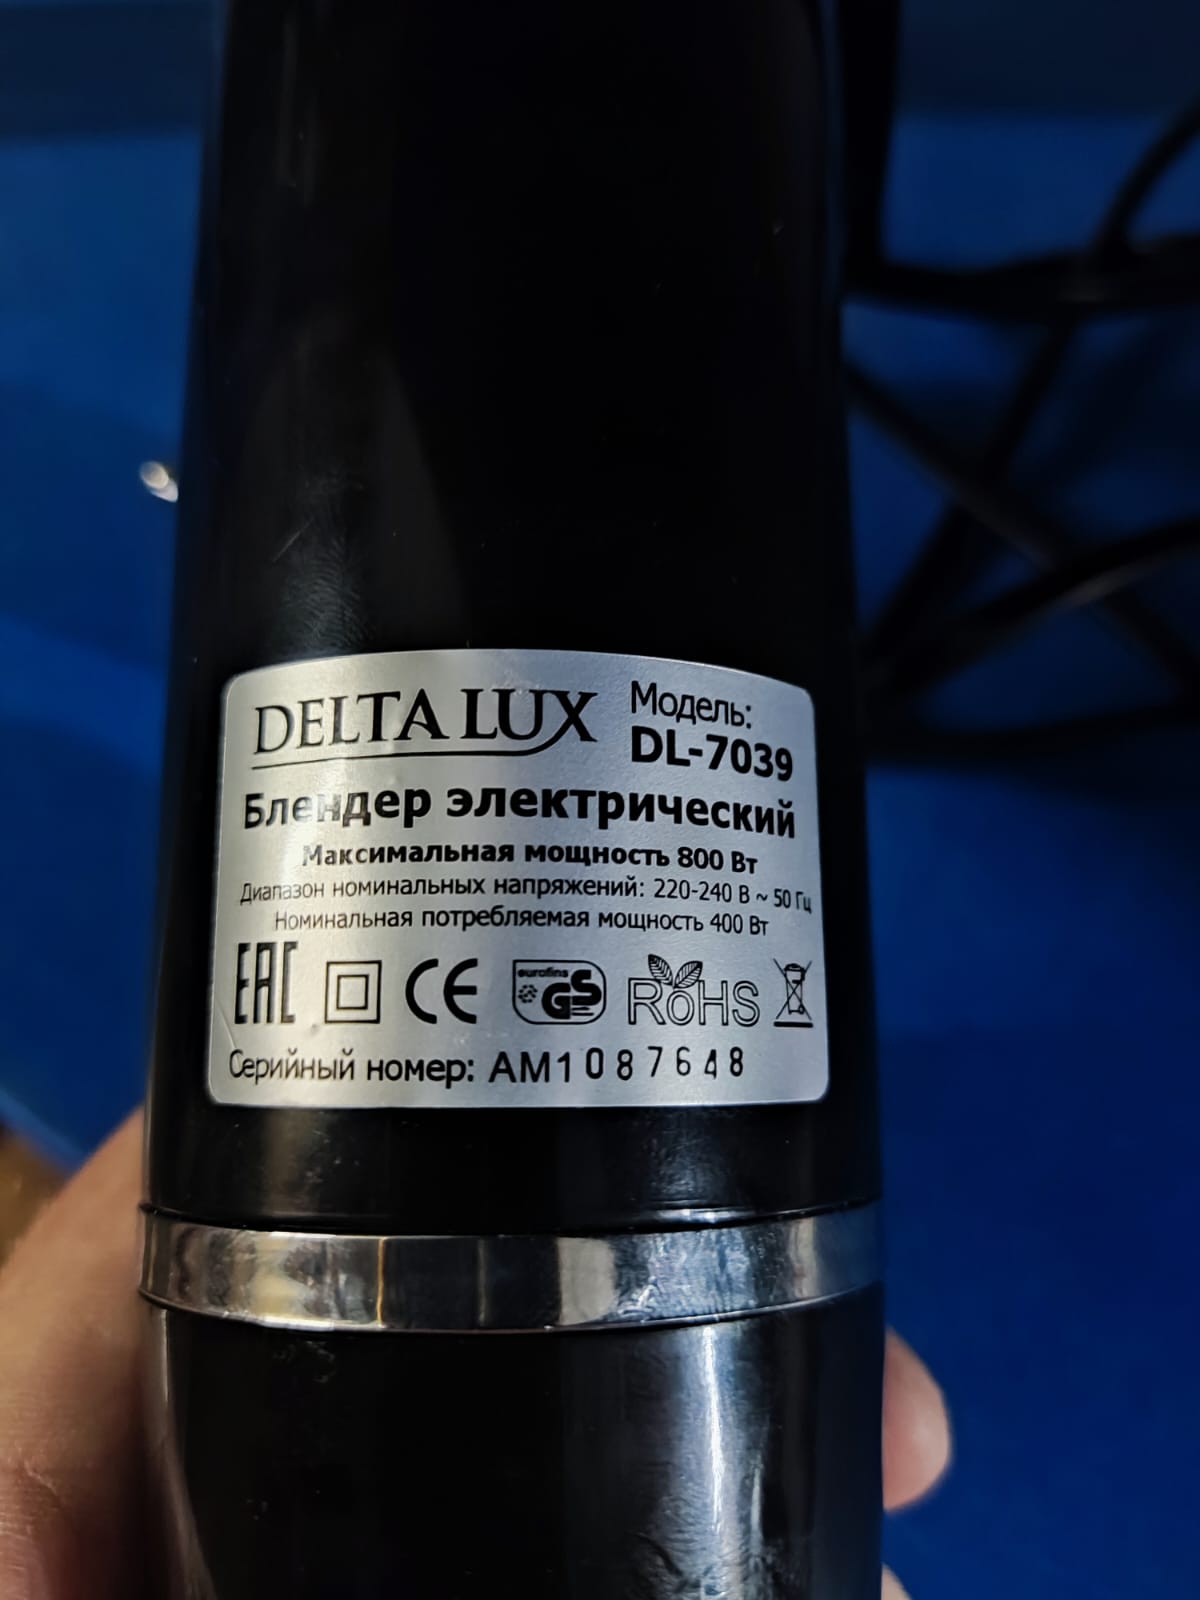 DELTA LUX
Модель:
DL-7039
Блендер электрический
Максимальная мощность 800 Вт
Диапазон номинальных напряжений: 220-240 В ~ 50 Гц
Номинальная потребляемая мощность 400 Вт
EAC CE eurofins GS RoHS
Серийный номер: AM1087648